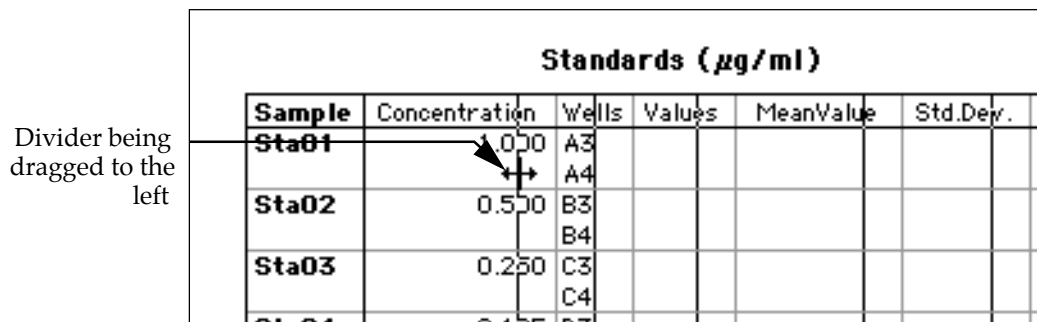 Standards (µg/ml)
Sample Concentration Wells Values MeanValue Std.Dev.
Divider being dragged to the left
Sta01 1.000 A3
A4
Sta02 0.500 B3
B4
Sta03 0.250 C3
C4